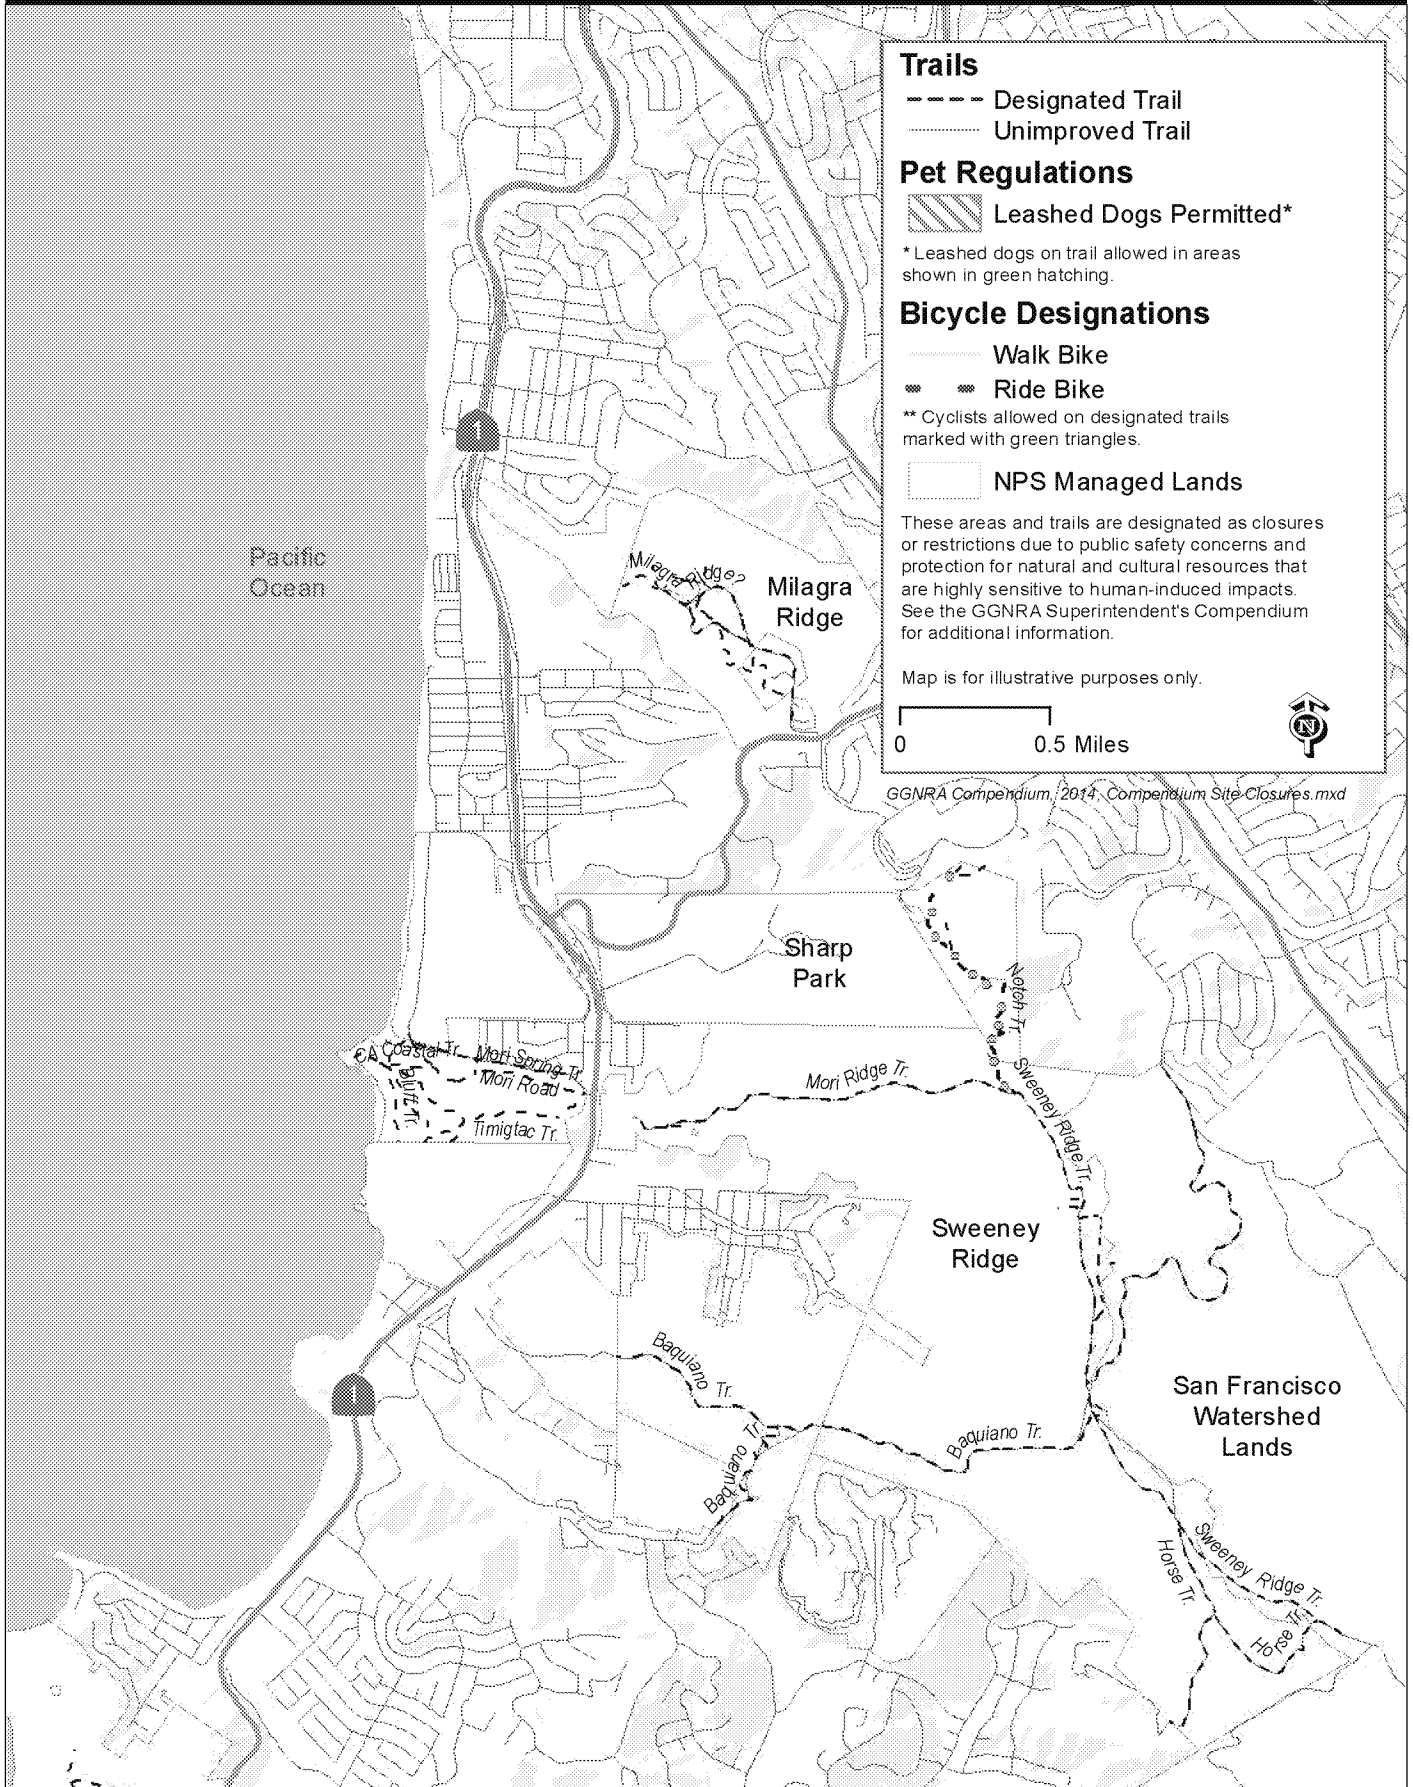 Trails
Designated Trail
Unimproved Trail
Pet Regulations
Leashed Dogs Permitted*
* Leashed dogs on trail allowed in areas
shown in green hatching.
Bicycle Designations
Walk Bike
Ride Bike
** Cyclists allowed on designated trails
marked with green triangles.
NPS Managed Lands
These areas and trails are designated as closures
or restrictions due to public safety concerns and
protection for natural and cultural resources that
are highly sensitive to human-induced impacts.
See the GGNRA Superintendent's Compendium
for additional information.
Map is for illustrative purposes only.
0 0.5 Miles
N
GGNRA Compendium, 2014, Compendium Site Closures.mxd
1
Pacific
Ocean
Milagra Ridge?
Milagra
Ridge
Sharp
Park
Notch Tr.
CA Coastal Tr.
Mori Spring Tr.
Mori Road
Bluff Tr.
Timigtac Tr.
Mori Ridge Tr.
Sweeney Ridge Tr.
Sweeney
Ridge
Baquiano Tr.
Baquiano Tr.
Baquiano Tr.
1
San Francisco
Watershed
Lands
Sweeney Ridge Tr.
Horse Tr.
Horse Tr.